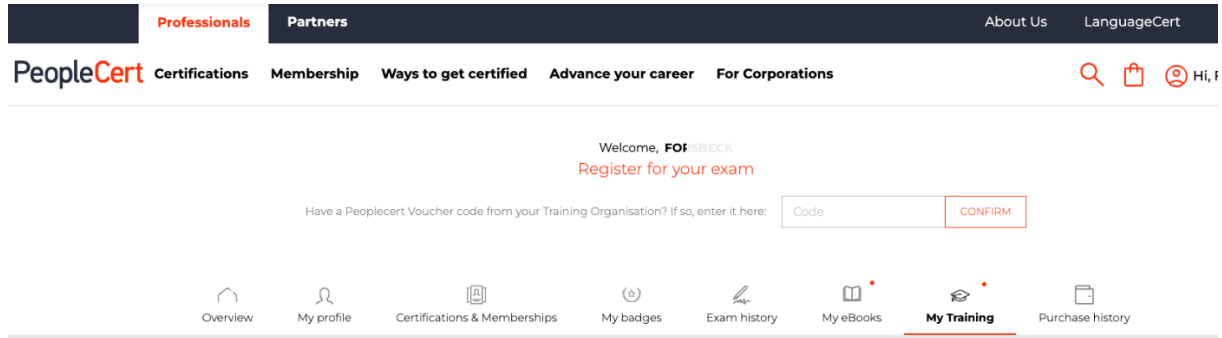 Professionals Partners About Us LanguageCert
PeopleCert Certifications Membership Ways to get certified Advance your career For Corporations Hi, F
Welcome, FORSBECK
Register for your exam
Have a Peoplecert Voucher code from your Training Organisation? If so, enter it here: Code CONFIRM
Overview My profile Certifications & Memberships My badges Exam history My eBooks My Training Purchase history